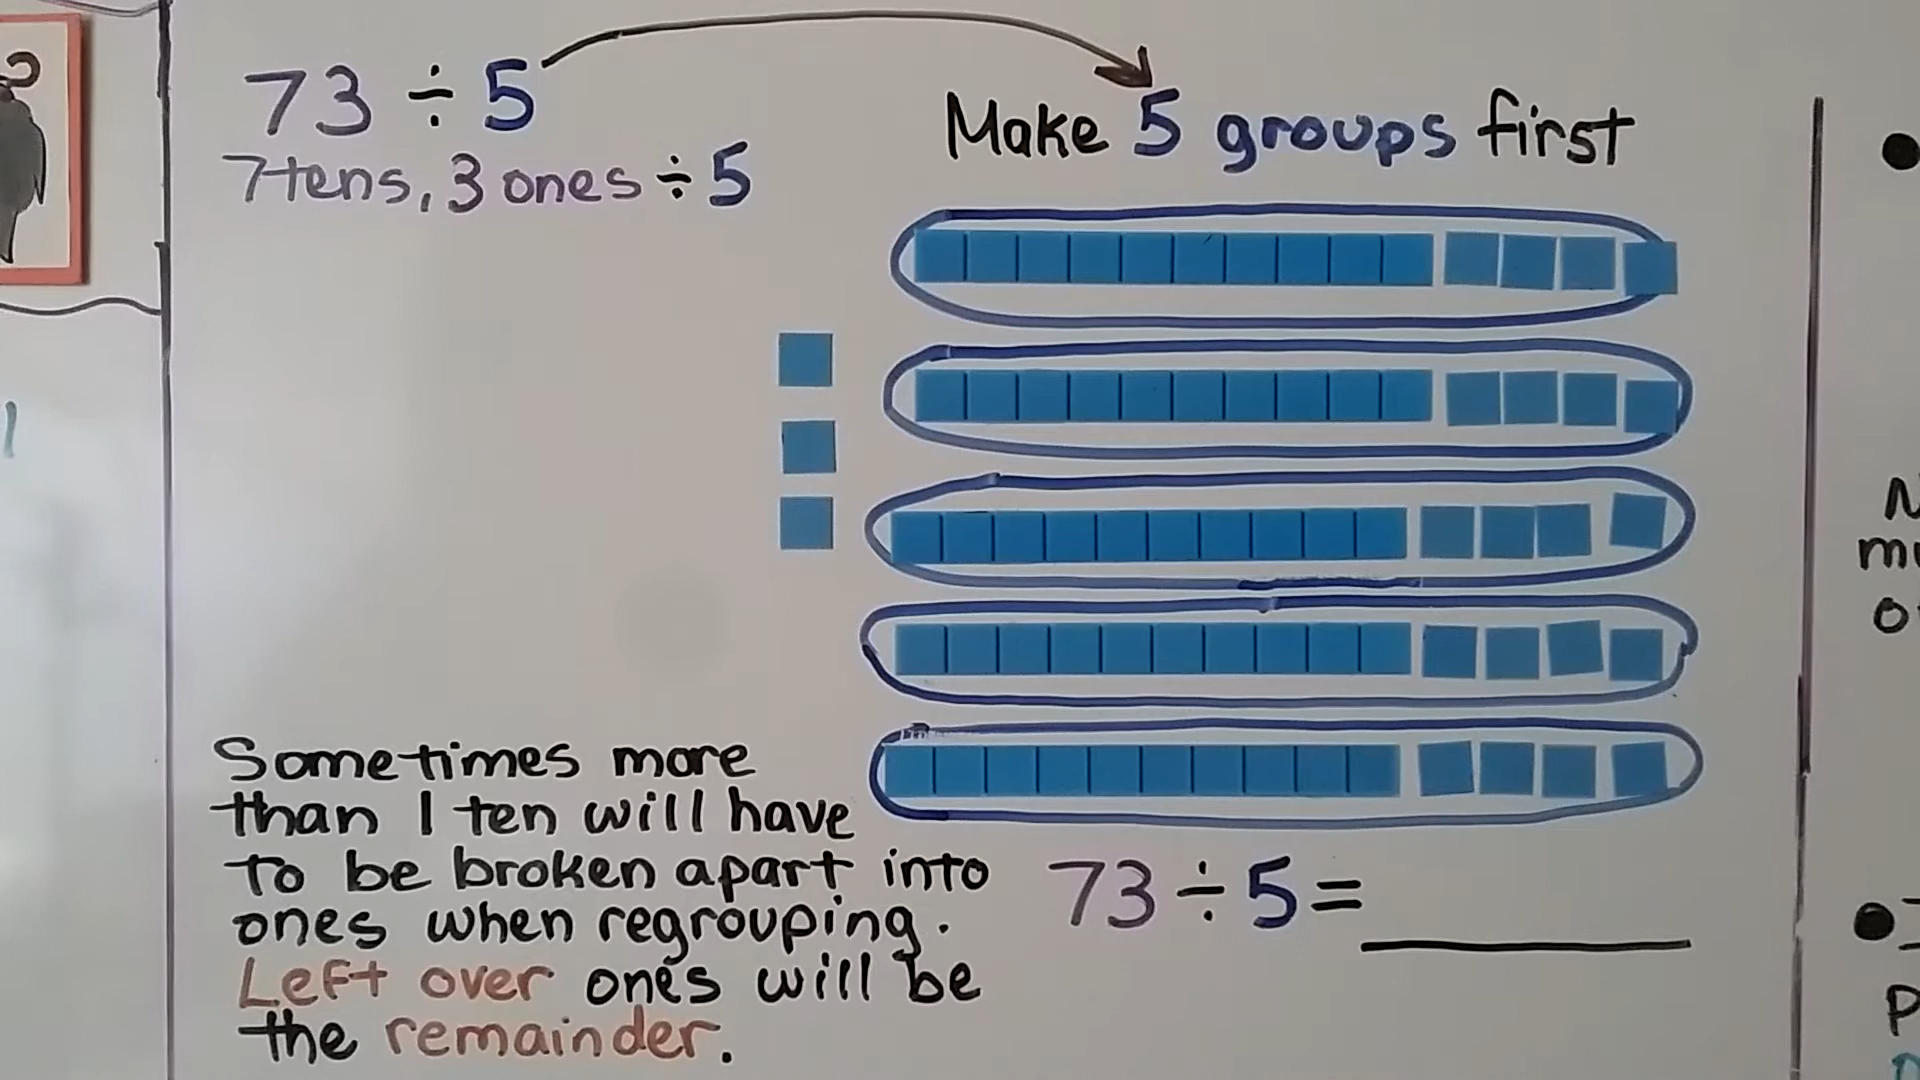 73 ÷ 5
7 tens, 3 ones ÷ 5
Make 5 groups first
Sometimes more
than 1 ten will have
to be broken apart into
ones when regrouping.
Left over ones will be
the remainder.
73 ÷ 5 =